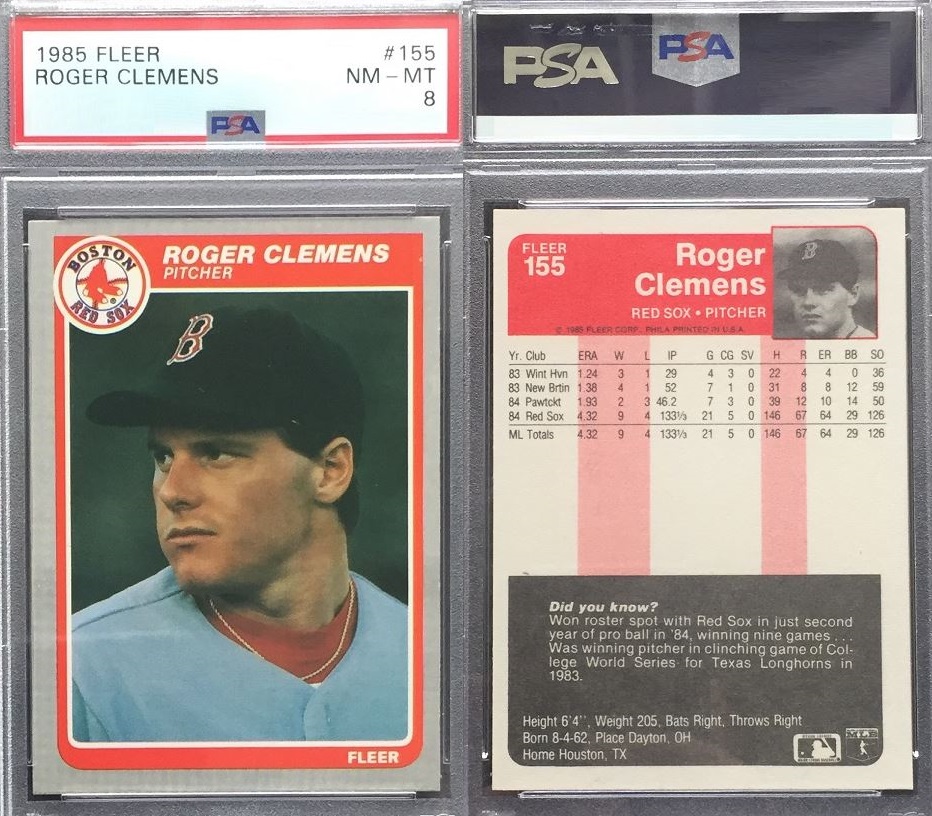 1985 FLEER #155
ROGER CLEMENS NM - MT
8
PSA
PSA PSA
BOSTON
RED SOX
ROGER CLEMENS
PITCHER
B
FLEER
FLEER
155
Roger
Clemens
RED SOX • PITCHER
© 1985 FLEER CORP. PHILA PRINTED IN U.S.A.
B
Yr. Club ERA W L IP G CG SV H R ER BB SO
83 Wint Hvn 1.24 3 1 29 4 3 0 22 4 4 0 36
83 New Brtin 1.38 4 1 52 7 1 0 31 8 8 12 59
84 Pawtckt 1.93 2 3 46.2 7 3 0 39 12 10 14 50
84 Red Sox 4.32 9 4 133⅓ 21 5 0 146 67 64 29 126
ML Totals 4.32 9 4 133⅓ 21 5 0 146 67 64 29 126
Did you know?
Won roster spot with Red Sox in just second
year of pro ball in '84, winning nine games . . .
Was winning pitcher in clinching game of Col-
lege World Series for Texas Longhorns in
1983.
Height 6'4'', Weight 205, Bats Right, Throws Right
Born 8-4-62, Place Dayton, OH
Home Houston, TX